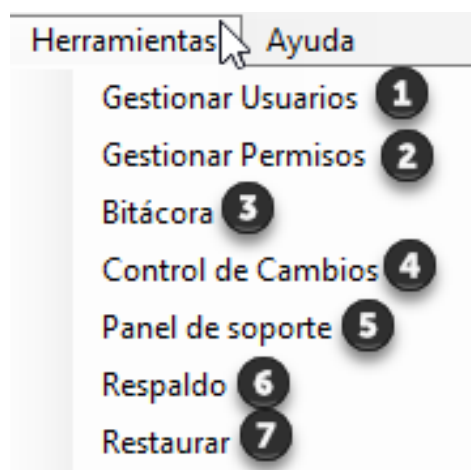 Herramientas Ayuda
Gestionar Usuarios 1
Gestionar Permisos 2
Bitácora 3
Control de Cambios 4
Panel de soporte 5
Respaldo 6
Restaurar 7